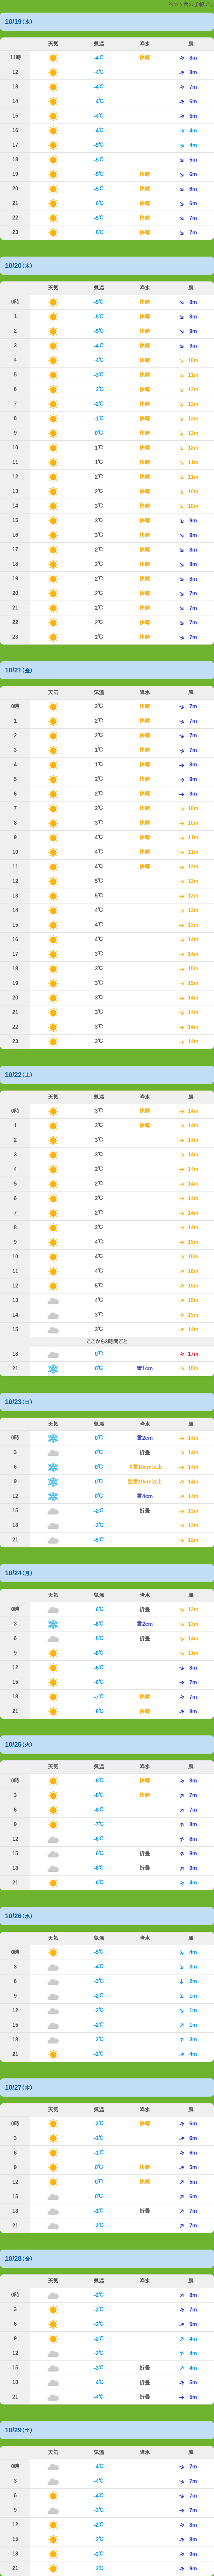 10/19(水)
天気 気温 降水 風
11時 -4℃ 快晴 8m
12 -4℃ 8m
13 -4℃ 7m
14 -4℃ 6m
15 -4℃ 5m
16 -4℃ 4m
17 -5℃ 4m
18 -5℃ 5m
19 -5℃ 快晴 6m
20 -5℃ 快晴 6m
21 -6℃ 快晴 6m
22 -5℃ 快晴 7m
23 -5℃ 快晴 7m
10/20(木)
天気 気温 降水 風
0時 -5℃ 快晴 8m
1 -5℃ 快晴 8m
2 -5℃ 快晴 9m
3 -4℃ 快晴 9m
4 -4℃ 快晴 10m
5 -3℃ 快晴 11m
6 -3℃ 快晴 12m
7 -2℃ 快晴 12m
8 -1℃ 快晴 12m
9 0℃ 快晴 12m
10 1℃ 快晴 12m
11 1℃ 快晴 11m
12 2℃ 快晴 11m
13 2℃ 快晴 10m
14 3℃ 快晴 10m
15 3℃ 快晴 9m
16 3℃ 快晴 9m
17 2℃ 快晴 8m
18 2℃ 快晴 8m
19 2℃ 快晴 8m
20 2℃ 快晴 7m
21 2℃ 快晴 7m
22 2℃ 快晴 7m
23 2℃ 快晴 7m
10/21(金)
天気 気温 降水 風
0時 2℃ 快晴 7m
1 2℃ 快晴 7m
2 2℃ 快晴 7m
3 1℃ 快晴 7m
4 1℃ 快晴 8m
5 2℃ 快晴 9m
6 2℃ 快晴 9m
7 2℃ 快晴 10m
8 3℃ 快晴 10m
9 4℃ 快晴 11m
10 4℃ 快晴 11m
11 4℃ 快晴 12m
12 5℃ 12m
13 5℃ 12m
14 4℃ 13m
15 4℃ 13m
16 4℃ 14m
17 3℃ 14m
18 3℃ 15m
19 3℃ 15m
20 3℃ 14m
21 3℃ 14m
22 3℃ 14m
23 3℃ 14m
10/22(土)
天気 気温 降水 風
0時 3℃ 快晴 14m
1 3℃ 快晴 14m
2 3℃ 14m
3 3℃ 14m
4 2℃ 14m
5 2℃ 14m
6 2℃ 14m
7 2℃ 14m
8 3℃ 14m
9 4℃ 15m
10 4℃ 15m
11 4℃ 16m
12 5℃ 16m
13 4℃ 15m
14 3℃ 15m
15 3℃ 14m
ここから3時間ごと
18 0℃ 17m
21 0℃ 雪1cm 15m
10/23(日)
天気 気温 降水 風
0時 0℃ 雪2cm 14m
3 0℃ 折曇 14m
6 0℃ 強雪10cm以上 14m
9 0℃ 強雪10cm以上 14m
12 0℃ 雪4cm 14m
15 -2℃ 折曇 13m
18 -3℃ 13m
21 -5℃ 12m
10/24(月)
天気 気温 降水 風
0時 -6℃ 折曇 12m
3 -6℃ 雪2cm 13m
6 -5℃ 折曇 14m
9 -6℃ 11m
12 -6℃ 8m
15 -6℃ 7m
18 -7℃ 快晴 7m
21 -8℃ 快晴 8m
10/25(火)
天気 気温 降水 風
0時 -8℃ 快晴 8m
3 -8℃ 快晴 7m
6 -8℃ 7m
9 -7℃ 8m
12 -6℃ 8m
15 -6℃ 折曇 8m
18 -6℃ 折曇 9m
21 -6℃ 4m
10/26(水)
天気 気温 降水 風
0時 -5℃ 4m
3 -4℃ 3m
6 -3℃ 2m
9 -2℃ 1m
12 -2℃ 1m
15 -2℃ 1m
18 -2℃ 3m
21 -2℃ 4m
10/27(木)
天気 気温 降水 風
0時 -2℃ 快晴 6m
3 -1℃ 6m
6 -1℃ 6m
9 0℃ 快晴 5m
12 0℃ 快晴 5m
15 0℃ 6m
18 -1℃ 折曇 7m
21 -2℃ 7m
10/28(金)
天気 気温 降水 風
0時 -2℃ 8m
3 -2℃ 7m
6 -2℃ 5m
9 -2℃ 4m
12 -2℃ 4m
15 -3℃ 折曇 4m
18 -4℃ 折曇 5m
21 -4℃ 折曇 5m
10/29(土)
天気 気温 降水 風
0時 -4℃ 7m
3 -4℃ 7m
6 -4℃ 7m
9 -3℃ 7m
12 -2℃ 8m
15 -2℃ 8m
18 -3℃ 9m
21 -3℃ 9m